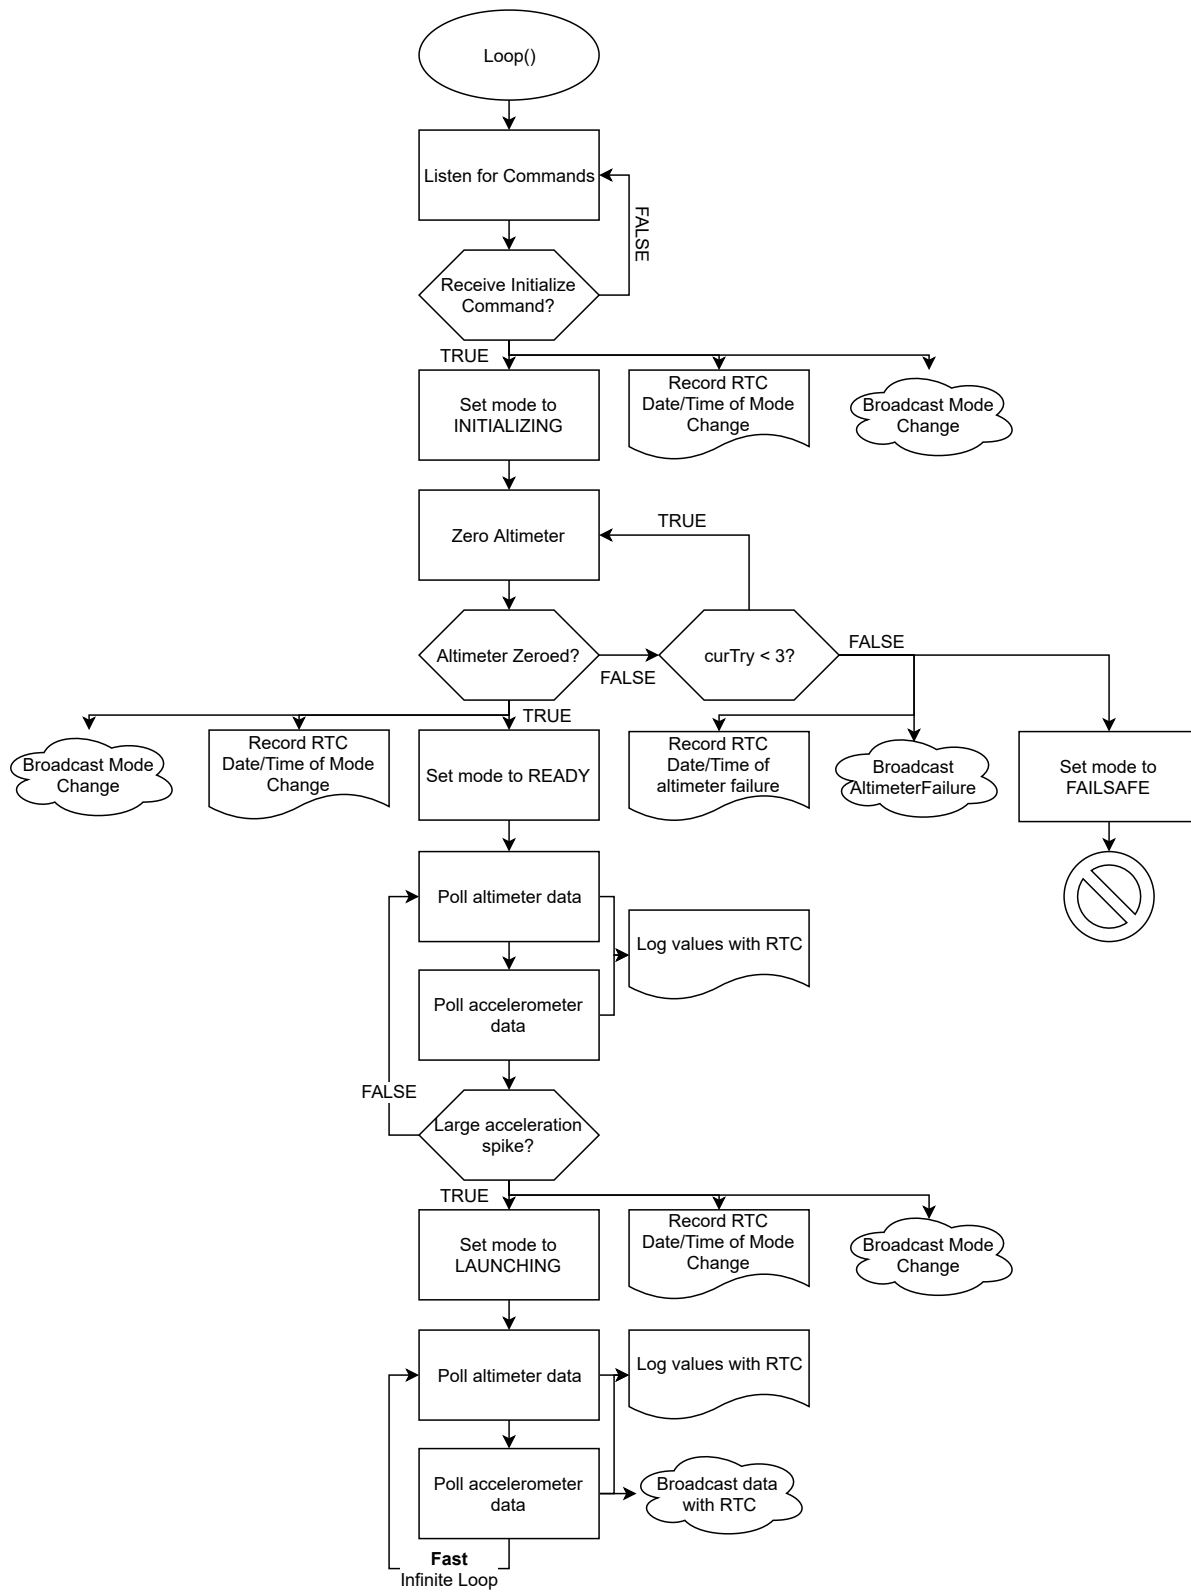 Loop()
Listen for Commands
FALSE
Receive Initialize
Command?
TRUE
Set mode to
INITIALIZING
Record RTC
Date/Time of Mode
Change
Broadcast Mode
Change
Zero Altimeter
TRUE
Altimeter Zeroed?
FALSE
curTry < 3?
FALSE
TRUE
Broadcast Mode
Change
Record RTC
Date/Time of Mode
Change
Set mode to READY
Record RTC
Date/Time of
altimeter failure
Broadcast
AltimeterFailure
Set mode to
FAILSAFE
Poll altimeter data
Log values with RTC
Poll accelerometer
data
FALSE
Large acceleration
spike?
TRUE
Set mode to
LAUNCHING
Record RTC
Date/Time of Mode
Change
Broadcast Mode
Change
Poll altimeter data
Log values with RTC
Poll accelerometer
data
Broadcast data
with RTC
Fast
Infinite Loop